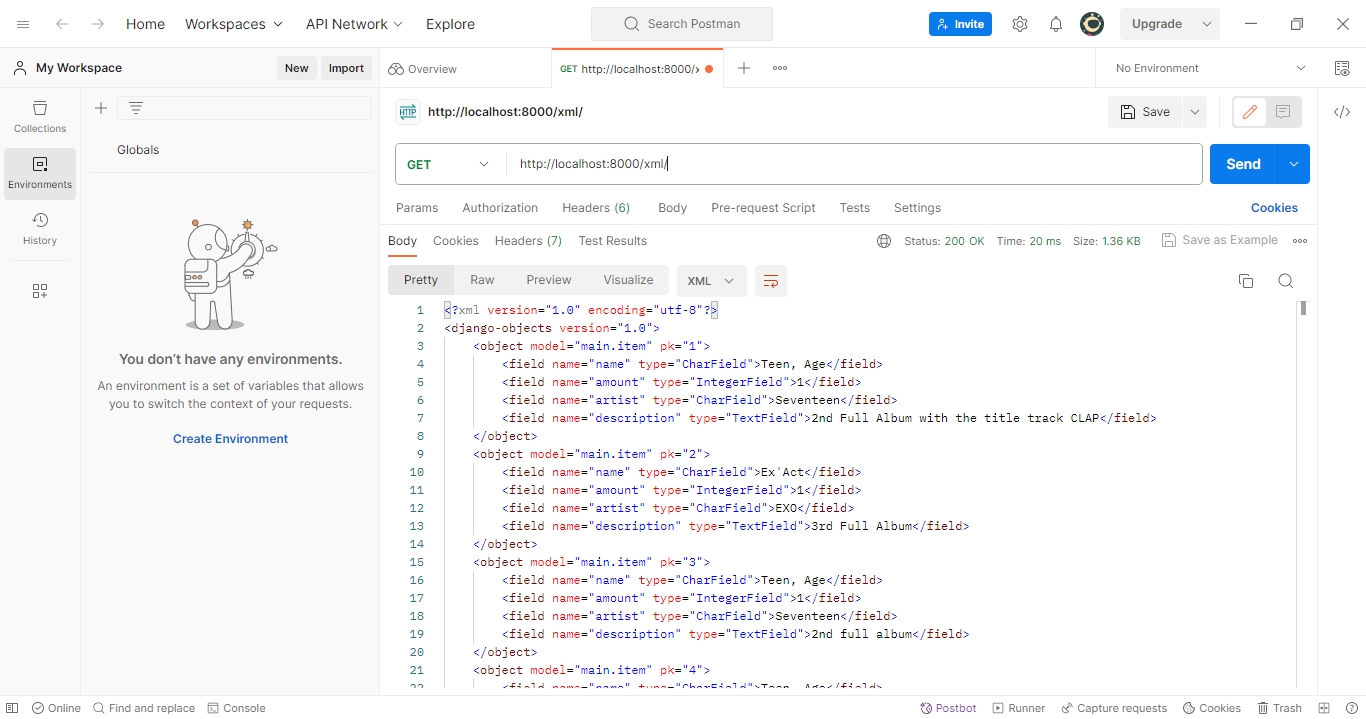 Home Workspaces API Network Explore Search Postman Invite Upgrade
My Workspace New Import Overview GET http://localhost:8000/x No Environment
Collections
Environments
History
Globals
You don't have any environments.
An environment is a set of variables that allows
you to switch the context of your requests.
Create Environment
HTTP http://localhost:8000/xml/ Save
GET http://localhost:8000/xml/ Send
Params Authorization Headers (6) Body Pre-request Script Tests Settings Cookies
Body Cookies Headers (7) Test Results Status: 200 OK Time: 20 ms Size: 1.36 KB Save as Example
Pretty Raw Preview Visualize XML
1 <?xml version="1.0" encoding="utf-8"?>
2 <django-objects version="1.0">
3 <object model="main.item" pk="1">
4 <field name="name" type="CharField">Teen, Age</field>
5 <field name="amount" type="IntegerField">1</field>
6 <field name="artist" type="CharField">Seventeen</field>
7 <field name="description" type="TextField">2nd Full Album with the title track CLAP</field>
8 </object>
9 <object model="main.item" pk="2">
10 <field name="name" type="CharField">Ex'Act</field>
11 <field name="amount" type="IntegerField">1</field>
12 <field name="artist" type="CharField">EXO</field>
13 <field name="description" type="TextField">3rd Full Album</field>
14 </object>
15 <object model="main.item" pk="3">
16 <field name="name" type="CharField">Teen, Age</field>
17 <field name="amount" type="IntegerField">1</field>
18 <field name="artist" type="CharField">Seventeen</field>
19 <field name="description" type="TextField">2nd full album</field>
20 </object>
21 <object model="main.item" pk="4">
22 <field name="name" type="CharField">Teen, Age</field>
Online Find and replace Console Postbot Runner Capture requests Cookies Trash